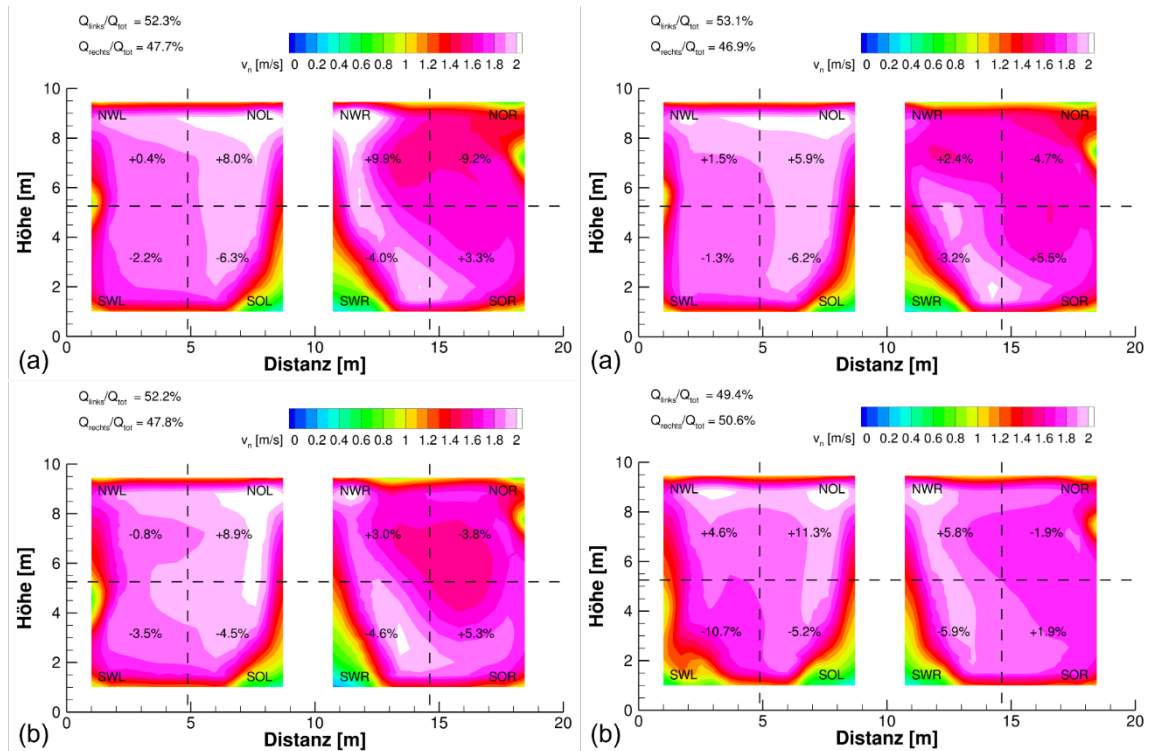 Q_links/Q_tot = 52.3%
Q_rechts/Q_tot = 47.7%
v_n [m/s] 0 0.2 0.4 0.6 0.8 1 1.2 1.4 1.6 1.8 2
Höhe [m]
10
8
6
4
2
0
NWL NOL NWR NOR
+0.4% +8.0% +9.9% -9.2%
-2.2% -6.3% -4.0% +3.3%
SWL SOL SWR SOR
0 5 10 15 20
(a) Distanz [m]
Q_links/Q_tot = 53.1%
Q_rechts/Q_tot = 46.9%
v_n [m/s] 0 0.2 0.4 0.6 0.8 1 1.2 1.4 1.6 1.8 2
Höhe [m]
10
8
6
4
2
0
NWL NOL NWR NOR
+1.5% +5.9% +2.4% -4.7%
-1.3% -6.2% -3.2% +5.5%
SWL SOL SWR SOR
0 5 10 15 20
(a) Distanz [m]
Q_links/Q_tot = 52.2%
Q_rechts/Q_tot = 47.8%
v_n [m/s] 0 0.2 0.4 0.6 0.8 1 1.2 1.4 1.6 1.8 2
Höhe [m]
10
8
6
4
2
0
NWL NOL NWR NOR
-0.8% +8.9% +3.0% -3.8%
-3.5% -4.5% -4.6% +5.3%
SWL SOL SWR SOR
0 5 10 15 20
(b) Distanz [m]
Q_links/Q_tot = 49.4%
Q_rechts/Q_tot = 50.6%
v_n [m/s] 0 0.2 0.4 0.6 0.8 1 1.2 1.4 1.6 1.8 2
Höhe [m]
10
8
6
4
2
0
NWL NOL NWR NOR
+4.6% +11.3% +5.8% -1.9%
-10.7% -5.2% -5.9% +1.9%
SWL SOL SWR SOR
0 5 10 15 20
(b) Distanz [m]